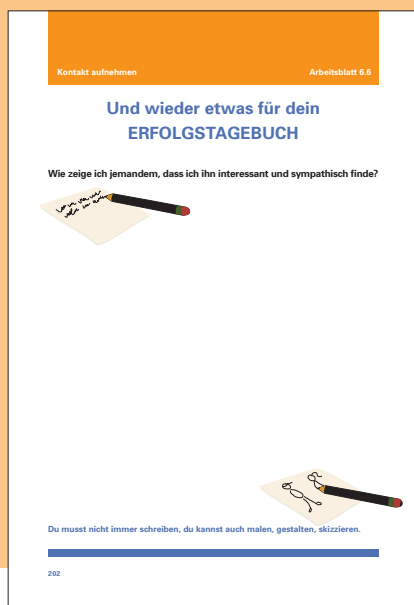 Kontakt aufnehmen Arbeitsblatt 6.6
Und wieder etwas für dein
ERFOLGSTAGEBUCH
Wie zeige ich jemandem, dass ich ihn interessant und sympathisch finde?
Du musst nicht immer schreiben, du kannst auch malen, gestalten, skizzieren.
202